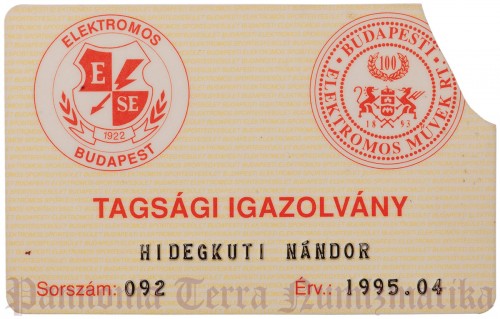 ELEKTROMOS
E
SE
1922
BUDAPEST
BUDAPESTI
ELEKTROMOS MŰVEK RT.
100
1893
TAGSÁGI IGAZOLVÁNY
HIDEGKUTI NÁNDOR
Sorszám: 092 Érv.: 1995.04
Pannonia Terra Numizmatika